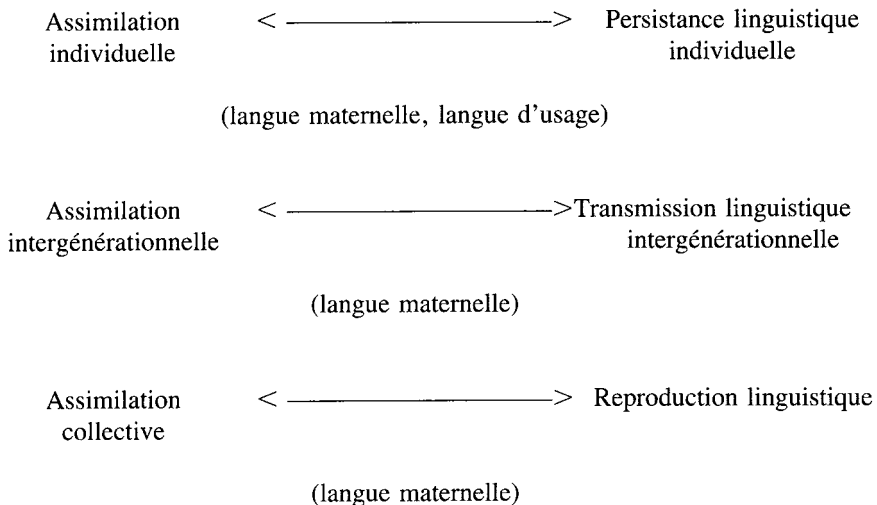 Assimilation < ———————> Persistance linguistique
individuelle individuelle
(langue maternelle, langue d'usage)
Assimilation < ———————>Transmission linguistique
intergénérationnelle intergénérationnelle
(langue maternelle)
Assimilation < ———————> Reproduction linguistique
collective
(langue maternelle)